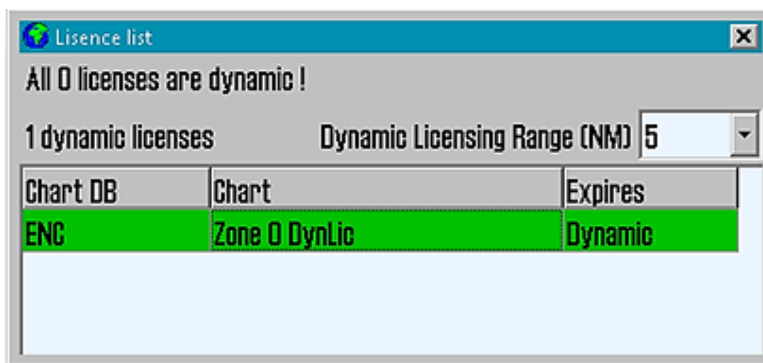 Lisence list
All 0 licenses are dynamic !
1 dynamic licenses Dynamic Licensing Range (NM) 5
Chart DB Chart Expires
ENC Zone 0 DynLic Dynamic